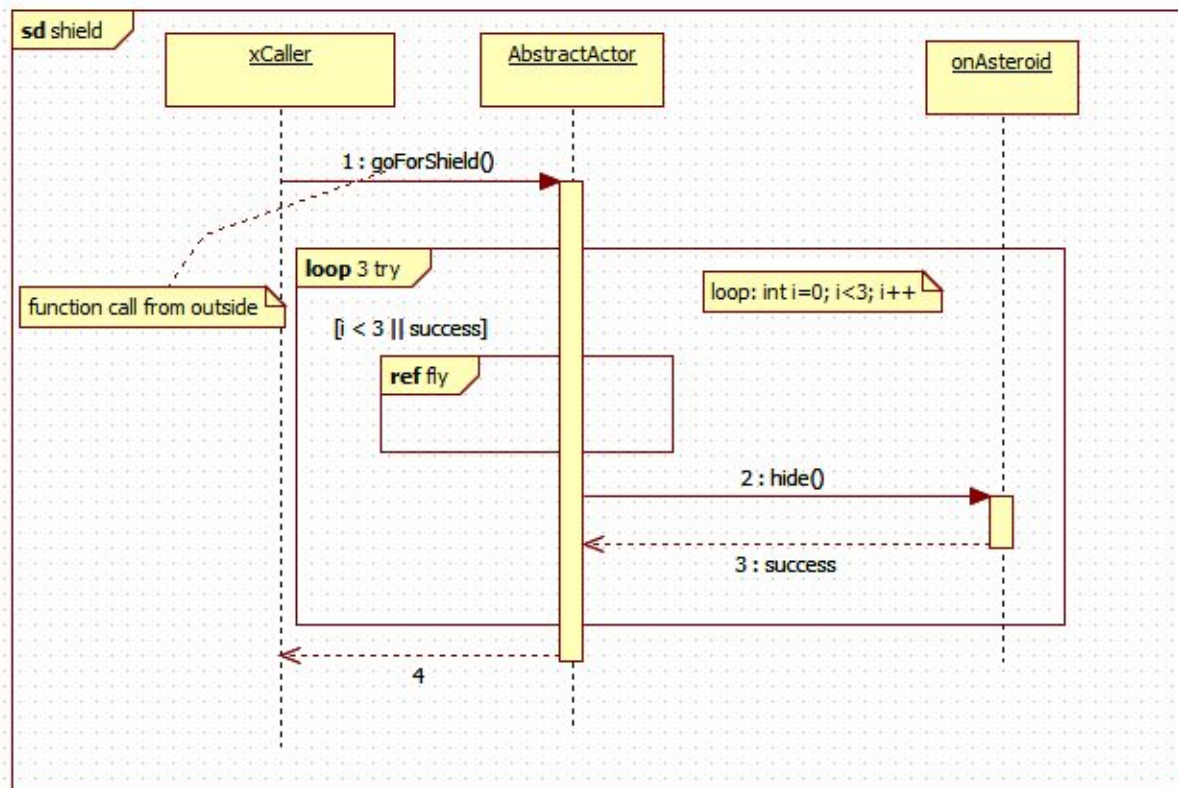 sd shield
xCaller
AbstractActor
onAsteroid
1 : goForShield()
loop 3 try
loop: int i=0; i<3; i++
function call from outside
[i < 3 || success]
ref fly
2 : hide()
3 : success
4